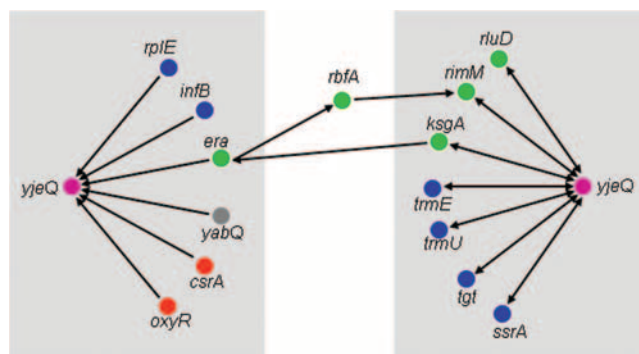 rplE
infB
era
yjeQ
yabQ
csrA
oxyR
rbfA
rluD
rimM
ksgA
yjeQ
trmE
trmU
tgt
ssrA